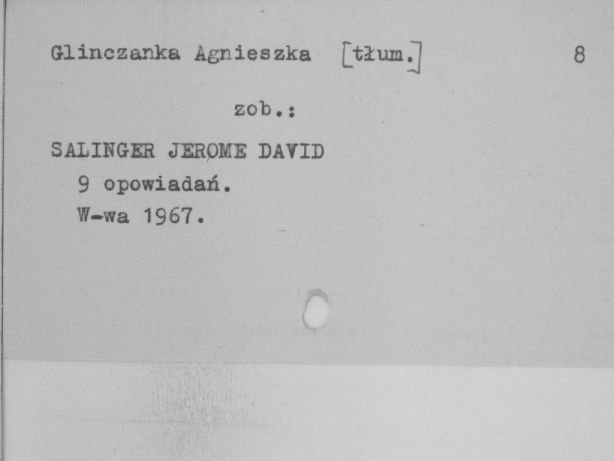 Glinczanka Agnieszka [tłum.] 8
zob.:
SALINGER JEROME DAVID
9 opowiadań.
W-wa 1967.